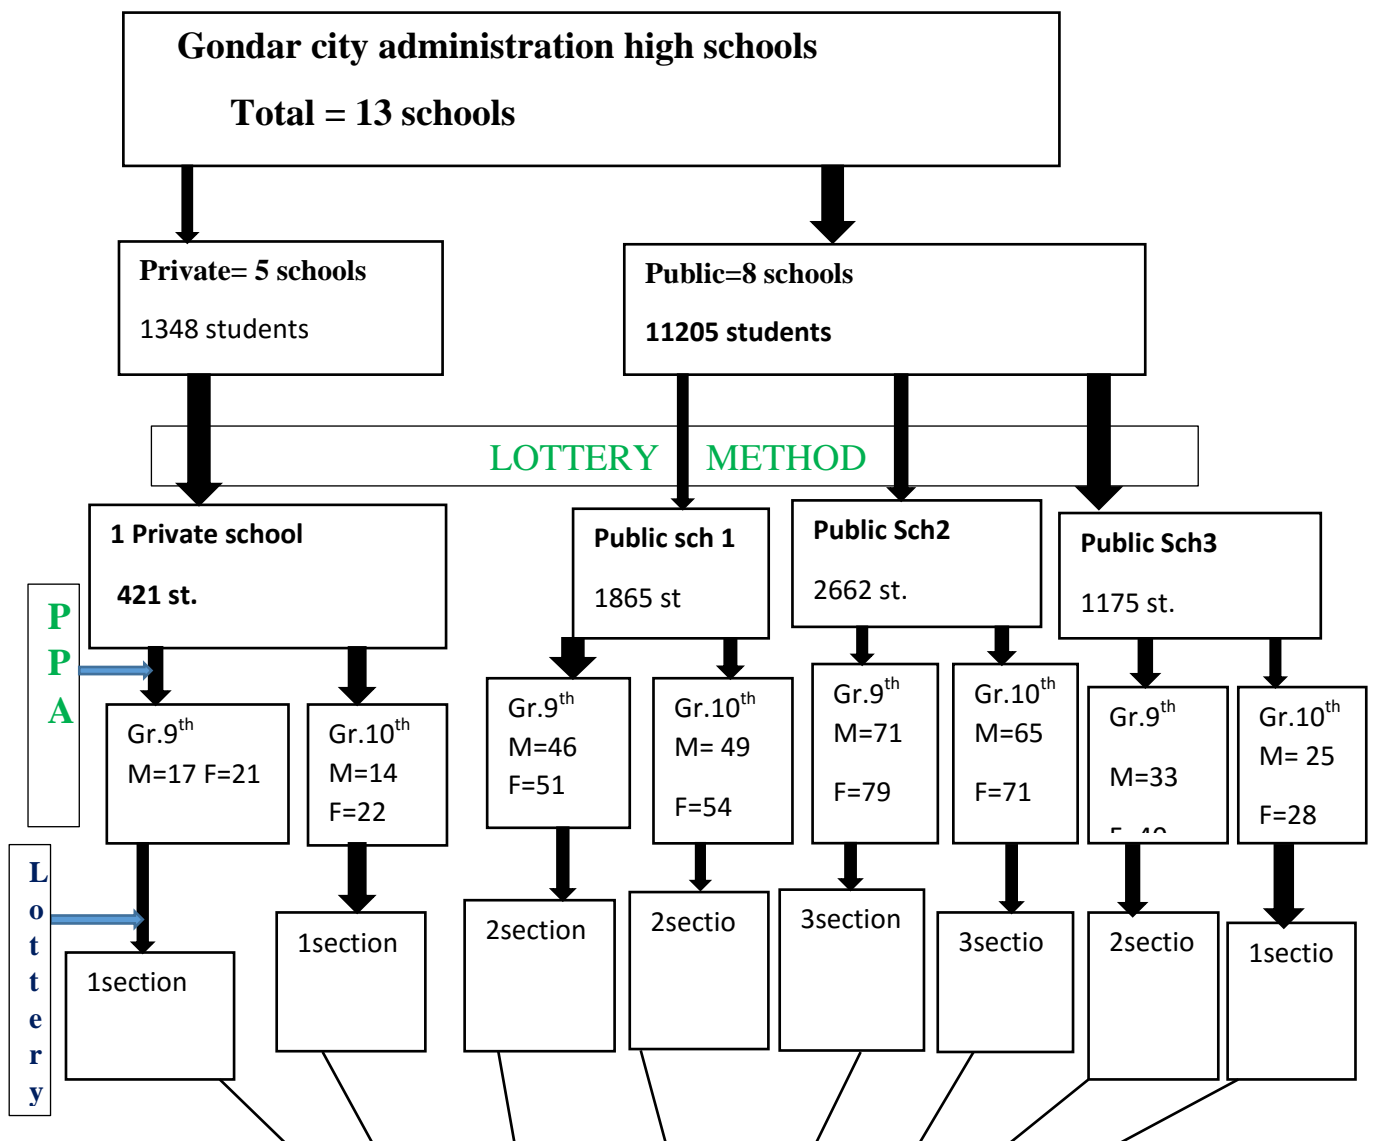 Gondar city administration high schools
Total = 13 schools
Private= 5 schools
1348 students
Public=8 schools
11205 students
LOTTERY METHOD
1 Private school
421 st.
Public sch 1
1865 st
Public Sch2
2662 st.
Public Sch3
1175 st.
P
P
A
Gr.9th
M=17 F=21
Gr.10th
M=14
F=22
Gr.9th
M=46
F=51
Gr.10th
M= 49
F=54
Gr.9th
M=71
F=79
Gr.10th
M=65
F=71
Gr.9th
M=33
Gr.10th
M= 25
F=28
L
o
t
t
e
r
y
1section
1section
2section
2sectio
3section
3sectio
2sectio
1sectio